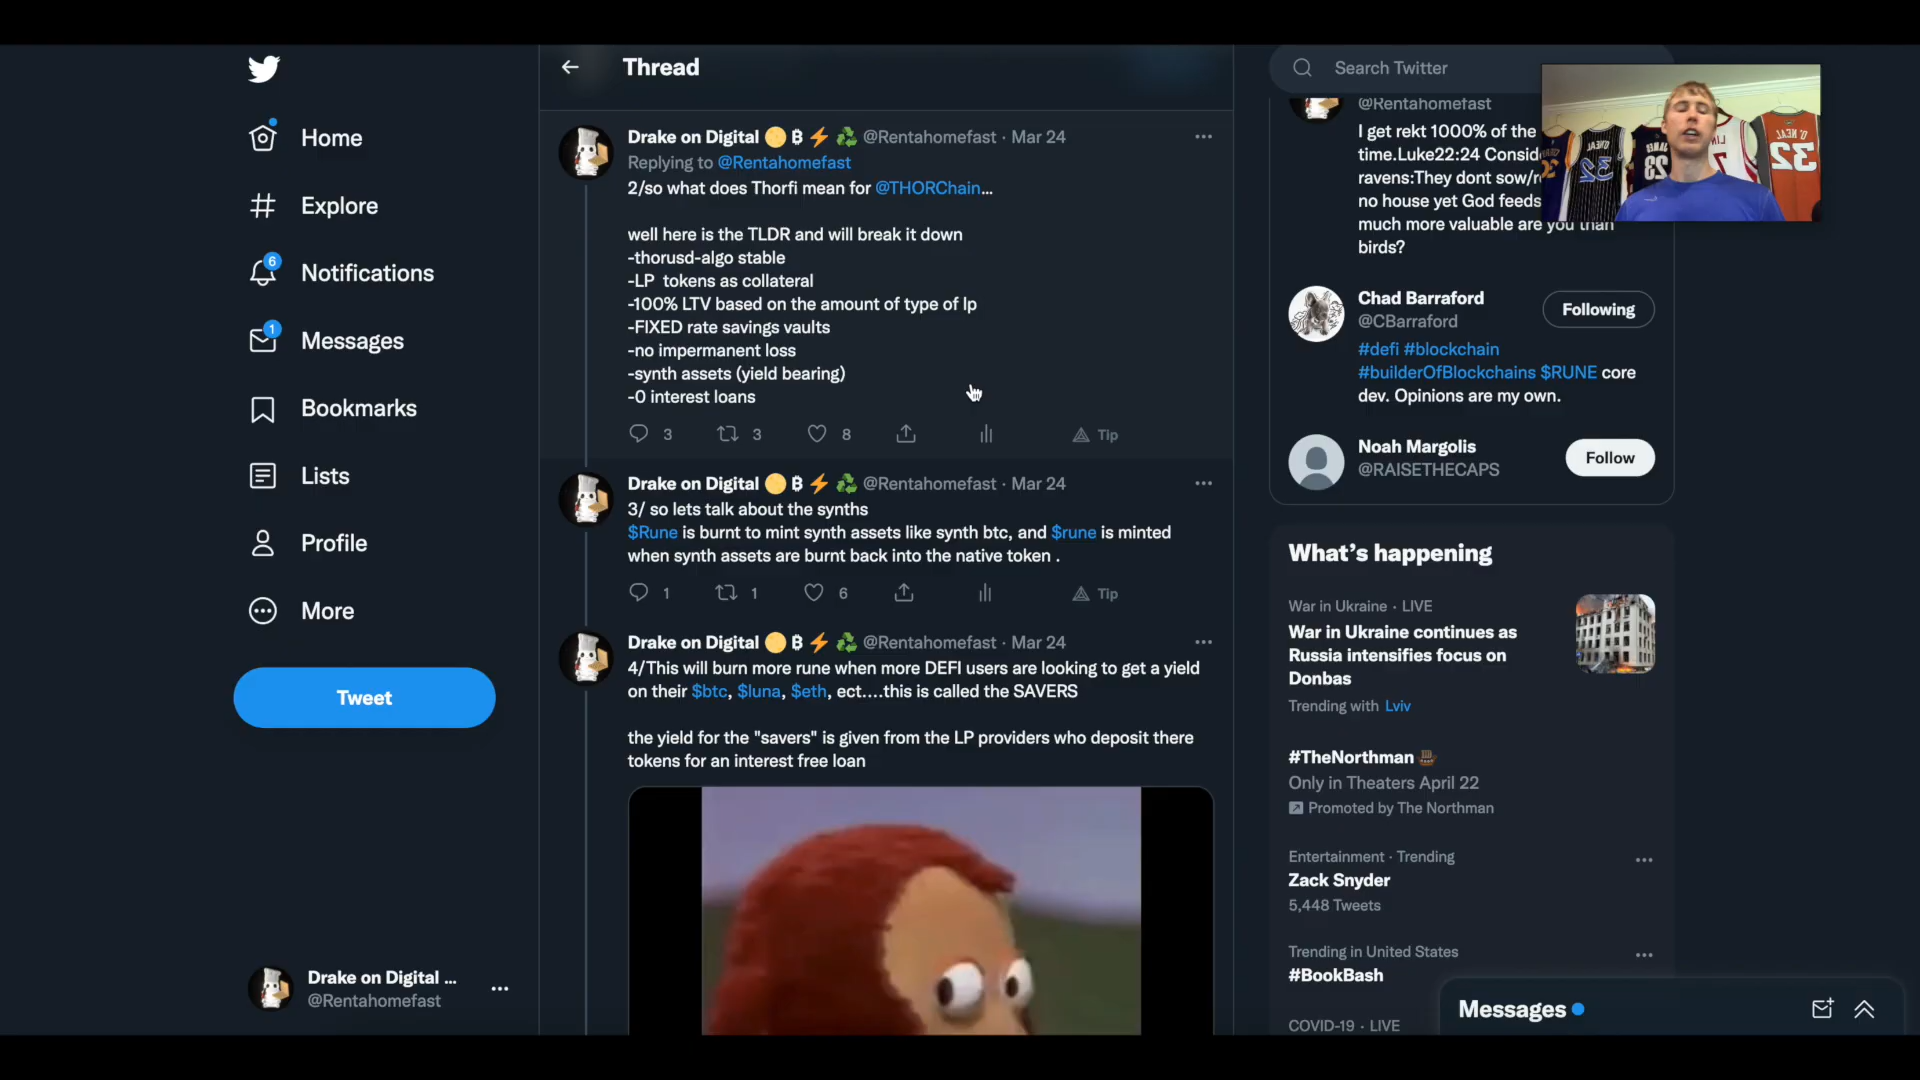 Home
Explore
6
Notifications
1
Messages
Bookmarks
Lists
Profile
More
Tweet
Drake on Digital ...
@Rentahomefast
Thread
Drake on Digital 🟡 ₿ ⚡ ♻️ @Rentahomefast · Mar 24
Replying to @Rentahomefast
2/so what does Thorfi mean for @THORChain...
well here is the TLDR and will break it down
-thorusd-algo stable
-LP tokens as collateral
-100% LTV based on the amount of type of lp
-FIXED rate savings vaults
-no impermanent loss
-synth assets (yield bearing)
-0 interest loans
3 3 8 Tip
Drake on Digital 🟡 ₿ ⚡ ♻️ @Rentahomefast · Mar 24
3/ so lets talk about the synths
$Rune is burnt to mint synth assets like synth btc, and $rune is minted
when synth assets are burnt back into the native token .
1 1 6 Tip
Drake on Digital 🟡 ₿ ⚡ ♻️ @Rentahomefast · Mar 24
4/This will burn more rune when more DEFI users are looking to get a yield
on their $btc, $luna, $eth, ect....this is called the SAVERS
the yield for the "savers" is given from the LP providers who deposit there
tokens for an interest free loan
Search Twitter
@Rentahomefast
I get rekt 1000% of the
time.Luke22:24 Consid
ravens:They dont sow/r
no house yet God feeds
much more valuable are you than
birds?
Chad Barraford
@CBarraford
Following
#defi #blockchain
#builderOfBlockchains $RUNE core
dev. Opinions are my own.
Noah Margolis
@RAISETHECAPS
Follow
What's happening
War in Ukraine · LIVE
War in Ukraine continues as
Russia intensifies focus on
Donbas
Trending with Lviv
#TheNorthman
Only in Theaters April 22
Promoted by The Northman
Entertainment · Trending
Zack Snyder
5,448 Tweets
Trending in United States
#BookBash
COVID-19 · LIVE
Messages